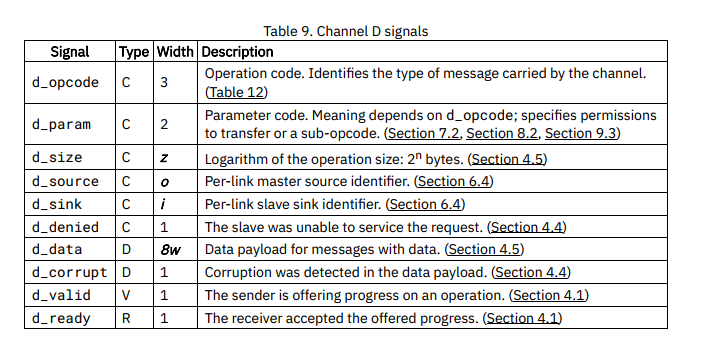 Table 9. Channel D signals
Signal Type Width Description
d_opcode C 3 Operation code. Identifies the type of message carried by the channel.
(Table 12)
d_param C 2 Parameter code. Meaning depends on d_opcode; specifies permissions
to transfer or a sub-opcode. (Section 7.2, Section 8.2, Section 9.3)
d_size C z Logarithm of the operation size: 2ⁿ bytes. (Section 4.5)
d_source C o Per-link master source identifier. (Section 6.4)
d_sink C i Per-link slave sink identifier. (Section 6.4)
d_denied C 1 The slave was unable to service the request. (Section 4.4)
d_data D 8w Data payload for messages with data. (Section 4.5)
d_corrupt D 1 Corruption was detected in the data payload. (Section 4.4)
d_valid V 1 The sender is offering progress on an operation. (Section 4.1)
d_ready R 1 The receiver accepted the offered progress. (Section 4.1)